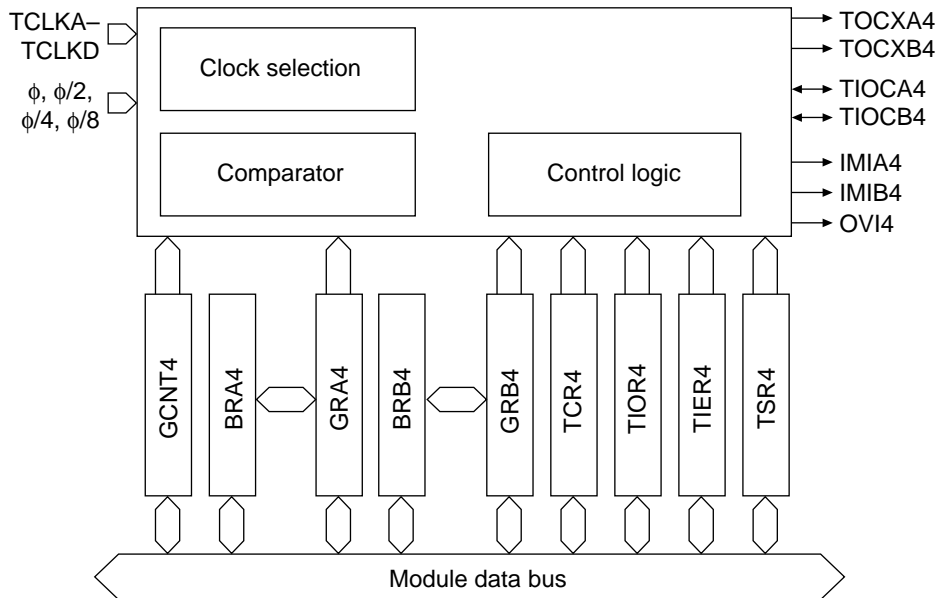 TCLKA–
TCLKD
ϕ, ϕ/2,
ϕ/4, ϕ/8
Clock selection
Comparator
Control logic
TOCXA4
TOCXB4
TIOCA4
TIOCB4
IMIA4
IMIB4
OVI4
GCNT4
BRA4
GRA4
BRB4
GRB4
TCR4
TIOR4
TIER4
TSR4
Module data bus